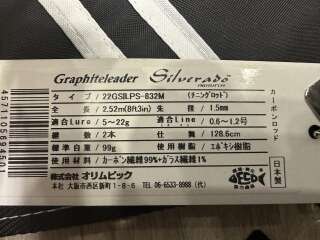 Graphiteleader Silverado PROTOTYPE
タイプ 22GSILPS-832M (チニングロッド)
全長 2.52m(8ft3in) 先径 1.5mm
適合Lure 5~22g 適合Line 0.6~1.2号
継数 2本 仕舞 128.6cm
標準自重 99g 使用樹脂 エポキシ樹脂
使用材料 カーボン繊維99%+ガラス繊維1%
株式会社 オリムピック
本社 大阪市西区新町1-8-6 TEL 06-6533-8988 (代)
カーボンロッド
日本製